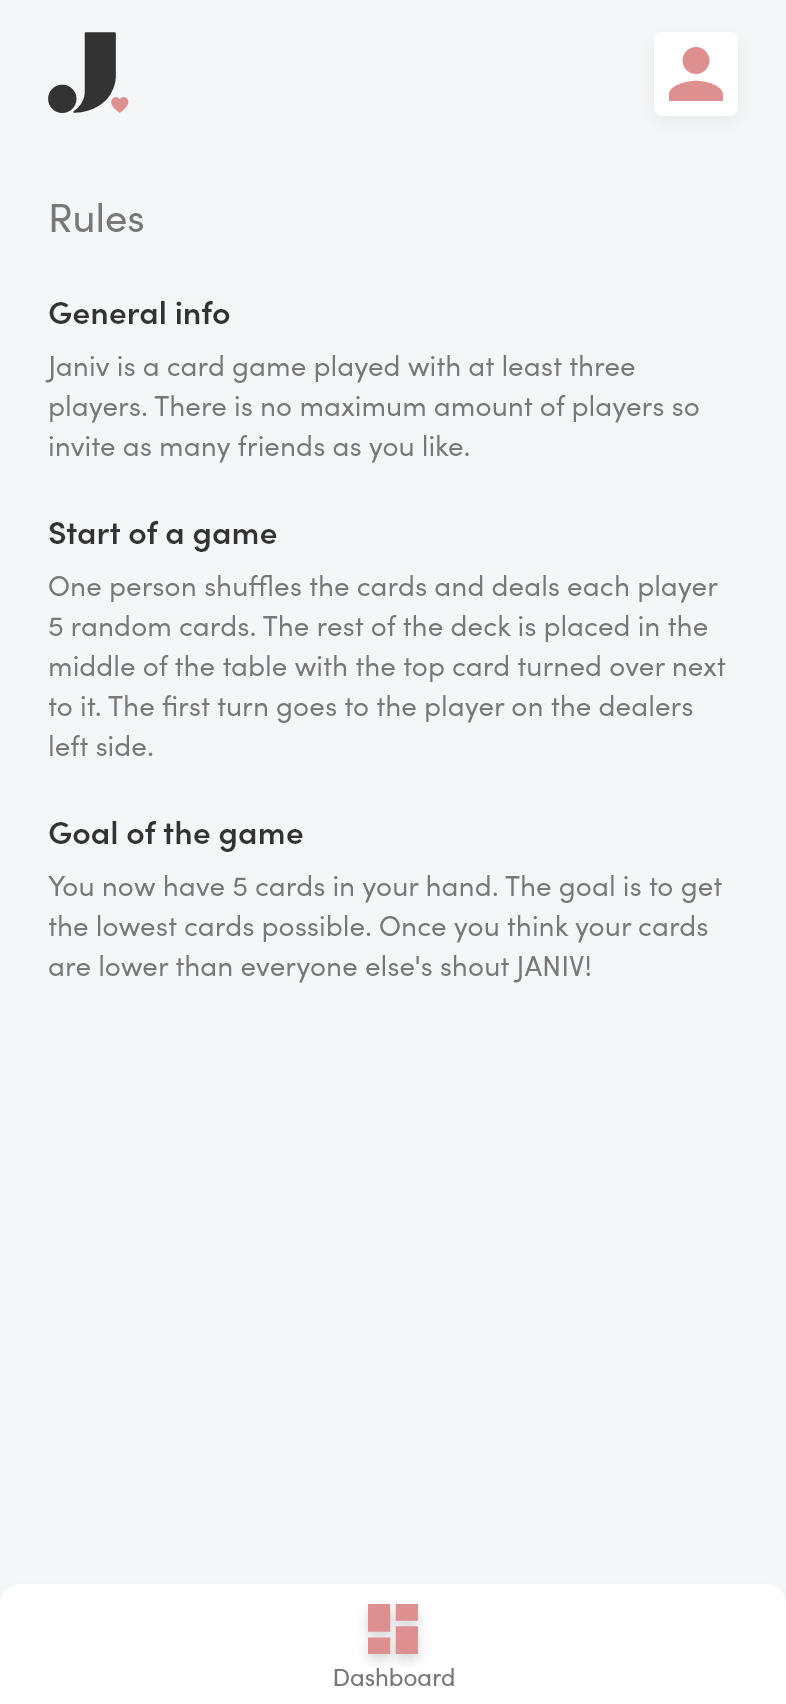 J
Rules
General info
Janiv is a card game played with at least three
players. There is no maximum amount of players so
invite as many friends as you like.
Start of a game
One person shuffles the cards and deals each player
5 random cards. The rest of the deck is placed in the
middle of the table with the top card turned over next
to it. The first turn goes to the player on the dealers
left side.
Goal of the game
You now have 5 cards in your hand. The goal is to get
the lowest cards possible. Once you think your cards
are lower than everyone else's shout JANIV!
Dashboard